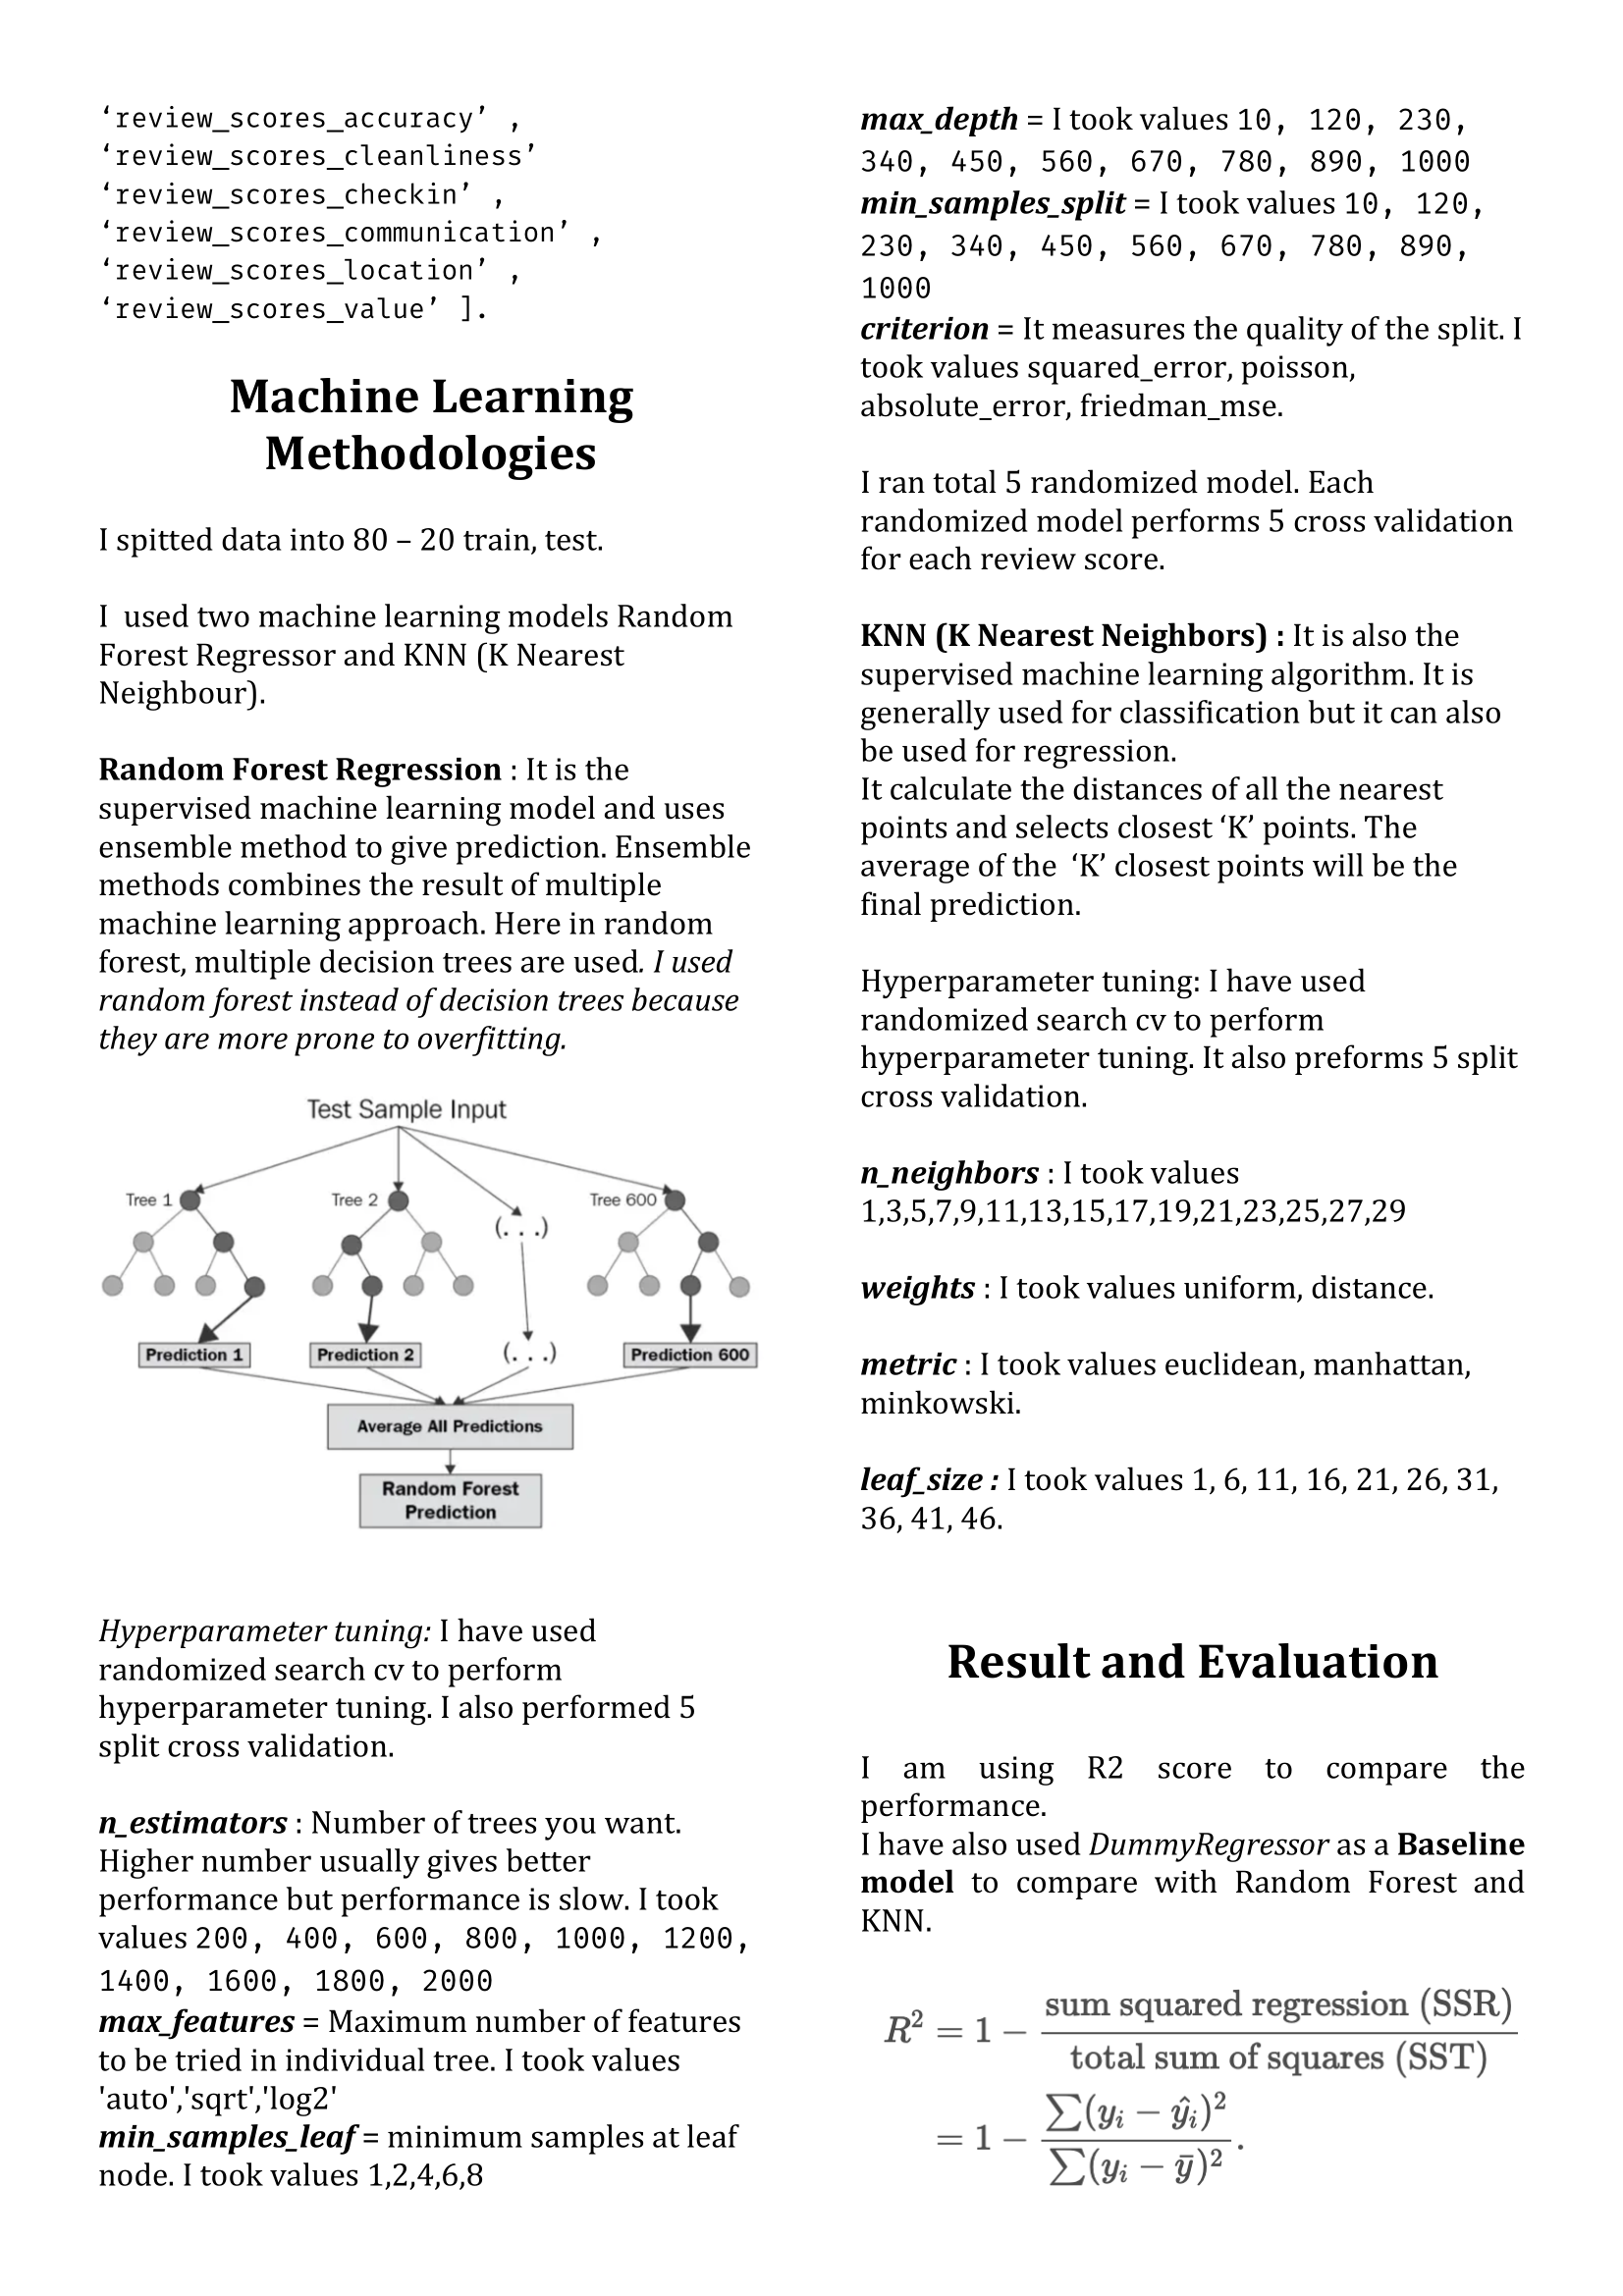 ‘review_scores_accuracy’ ,
‘review_scores_cleanliness’
‘review_scores_checkin’ ,
‘review_scores_communication’ ,
‘review_scores_location’ ,
‘review_scores_value’ ].
Machine Learning
Methodologies
I spitted data into 80 – 20 train, test.
I  used two machine learning models Random
Forest Regressor and KNN (K Nearest
Neighbour).
Random Forest Regression : It is the
supervised machine learning model and uses
ensemble method to give prediction. Ensemble
methods combines the result of multiple
machine learning approach. Here in random
forest, multiple decision trees are used. I used
random forest instead of decision trees because
they are more prone to overfitting.
Test Sample Input
Tree 1 Tree 2 Tree 600
(. . .)
Prediction 1 Prediction 2 (. . .) Prediction 600
Average All Predictions
Random Forest
Prediction
Hyperparameter tuning: I have used
randomized search cv to perform
hyperparameter tuning. I also performed 5
split cross validation.
n_estimators : Number of trees you want.
Higher number usually gives better
performance but performance is slow. I took
values 200, 400, 600, 800, 1000, 1200,
1400, 1600, 1800, 2000
max_features = Maximum number of features
to be tried in individual tree. I took values
'auto','sqrt','log2'
min_samples_leaf = minimum samples at leaf
node. I took values 1,2,4,6,8
max_depth = I took values 10, 120, 230,
340, 450, 560, 670, 780, 890, 1000
min_samples_split = I took values 10, 120,
230, 340, 450, 560, 670, 780, 890,
1000
criterion = It measures the quality of the split. I
took values squared_error, poisson,
absolute_error, friedman_mse.
I ran total 5 randomized model. Each
randomized model performs 5 cross validation
for each review score.
KNN (K Nearest Neighbors) : It is also the
supervised machine learning algorithm. It is
generally used for classification but it can also
be used for regression.
It calculate the distances of all the nearest
points and selects closest ‘K’ points. The
average of the  ‘K’ closest points will be the
final prediction.
Hyperparameter tuning: I have used
randomized search cv to perform
hyperparameter tuning. It also preforms 5 split
cross validation.
n_neighbors : I took values
1,3,5,7,9,11,13,15,17,19,21,23,25,27,29
weights : I took values uniform, distance.
metric : I took values euclidean, manhattan,
minkowski.
leaf_size : I took values 1, 6, 11, 16, 21, 26, 31,
36, 41, 46.
Result and Evaluation
I am using R2 score to compare the
performance.
I have also used DummyRegressor as a Baseline
model to compare with Random Forest and
KNN.
R² = 1 − sum squared regression (SSR) / total sum of squares (SST)
= 1 − ∑(yᵢ − ŷᵢ)² / ∑(yᵢ − ȳ)² .